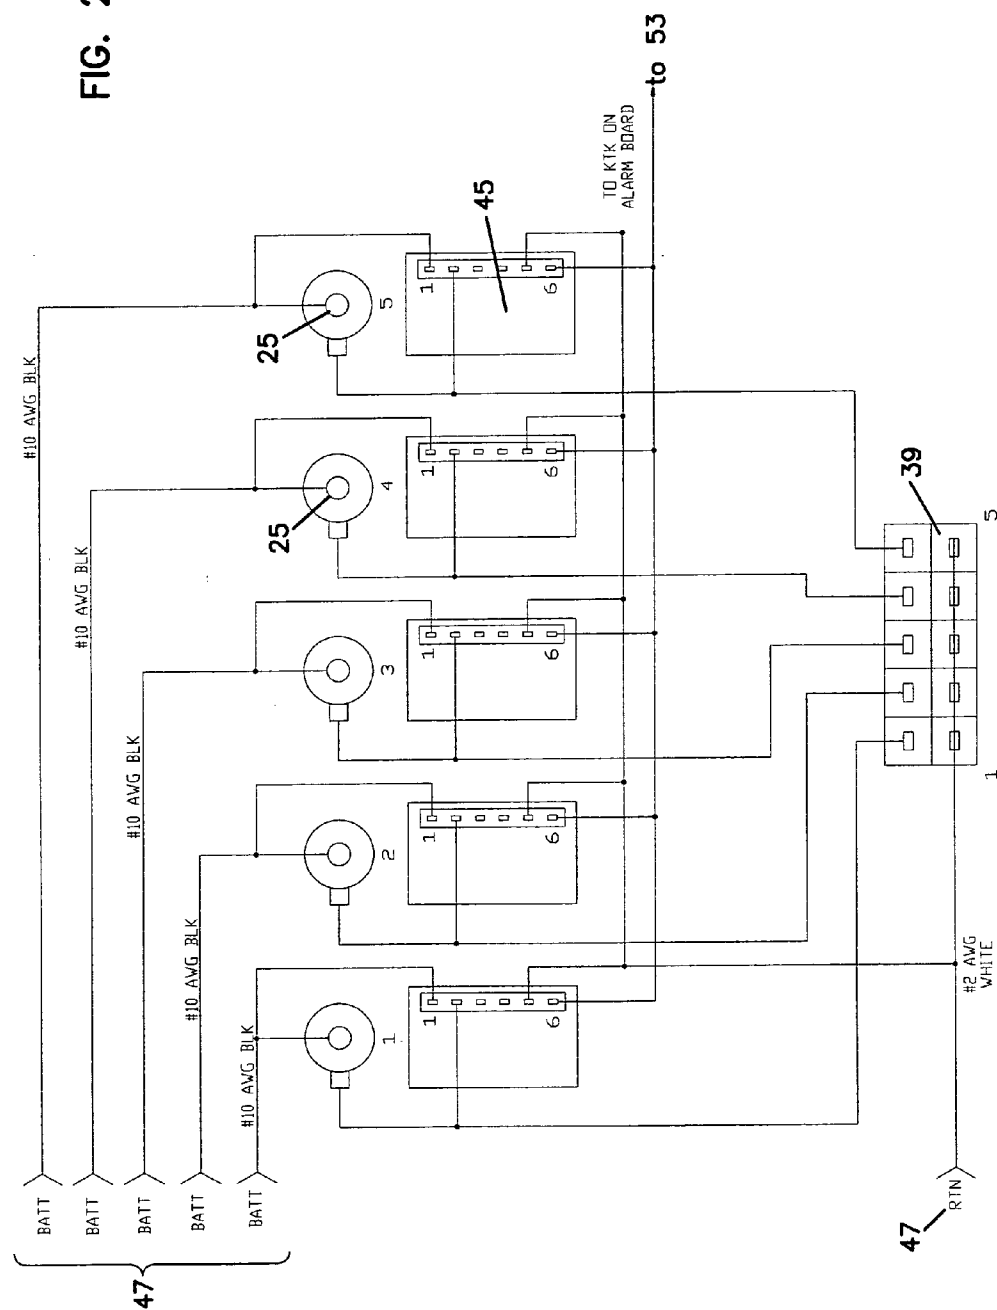 FIG. 2
#10 AWG BLK
#10 AWG BLK
#10 AWG BLK
#10 AWG BLK
#10 AWG BLK
BATT
BATT
BATT
BATT
BATT
47
25
25
1
2
3
4
5
1
6
1
6
1
6
1
6
1
6
45
TO KTK ON
ALARM BOARD
to 53
39
1
5
#2 AWG
WHITE
RTN
47